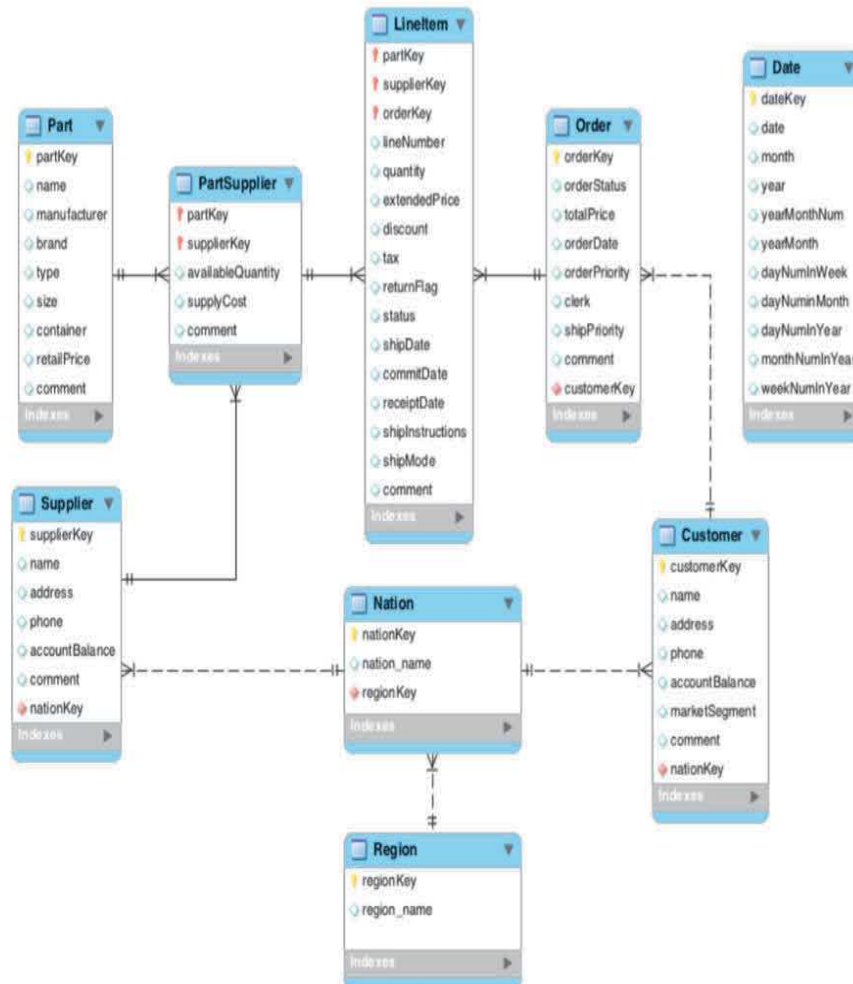 Part
partKey
name
manufacturer
brand
type
size
container
retailPrice
comment
Indexes
PartSupplier
partKey
supplierKey
availableQuantity
supplyCost
comment
Indexes
LineItem
partKey
supplierKey
orderKey
lineNumber
quantity
extendedPrice
discount
tax
returnFlag
status
shipDate
commitDate
receiptDate
shipInstructions
shipMode
comment
Indexes
Order
orderKey
orderStatus
totalPrice
orderDate
orderPriority
clerk
shipPriority
comment
customerKey
Indexes
Date
dateKey
date
month
year
yearMonthNum
yearMonth
dayNumInWeek
dayNuminMonth
dayNumInYear
monthNumInYear
weekNumInYear
Indexes
Supplier
supplierKey
name
address
phone
accountBalance
comment
nationKey
Indexes
Nation
nationKey
nation_name
regionKey
Indexes
Customer
customerKey
name
address
phone
accountBalance
marketSegment
comment
nationKey
Indexes
Region
regionKey
region_name
Indexes